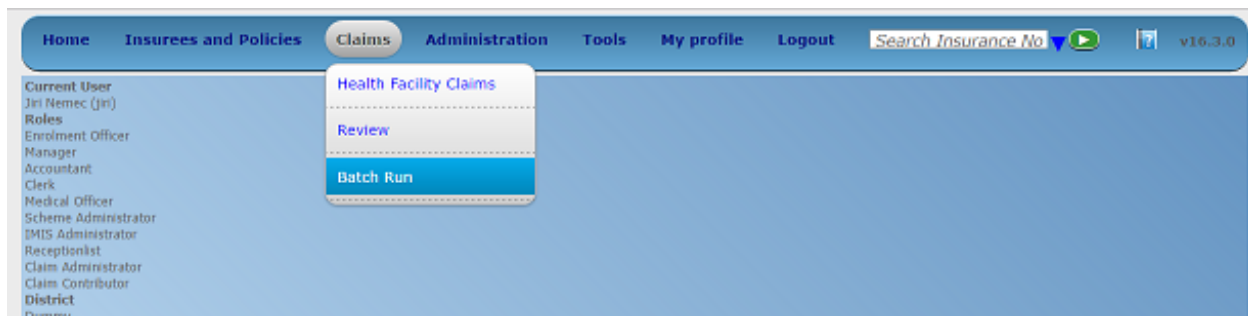 Home Insurees and Policies Claims Administration Tools My profile Logout Search Insurance No v16.3.0
Health Facility Claims
Review
Batch Run
Current User
Jiri Nemec (jiri)
Roles
Enrolment Officer
Manager
Accountant
Clerk
Medical Officer
Scheme Administrator
IMIS Administrator
Receptionlist
Claim Administrator
Claim Contributor
District
Dummy